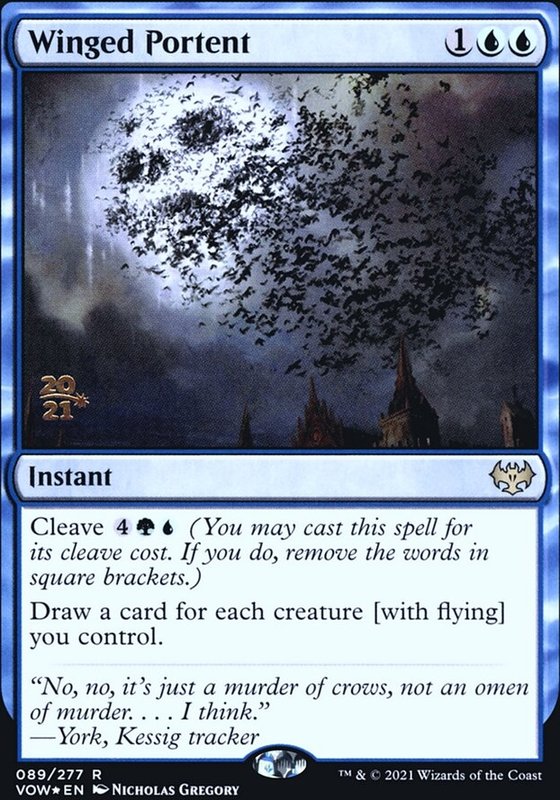 Winged Portent 1
20
21
Instant
Cleave 4 (You may cast this spell for
its cleave cost. If you do, remove the words in
square brackets.)
Draw a card for each creature [with flying]
you control.
“No, no, it’s just a murder of crows, not an omen
of murder. . . . I think.”
—York, Kessig tracker
089/277 R
VOW★EN Nicholas Gregory
™ & © 2021 Wizards of the Coast